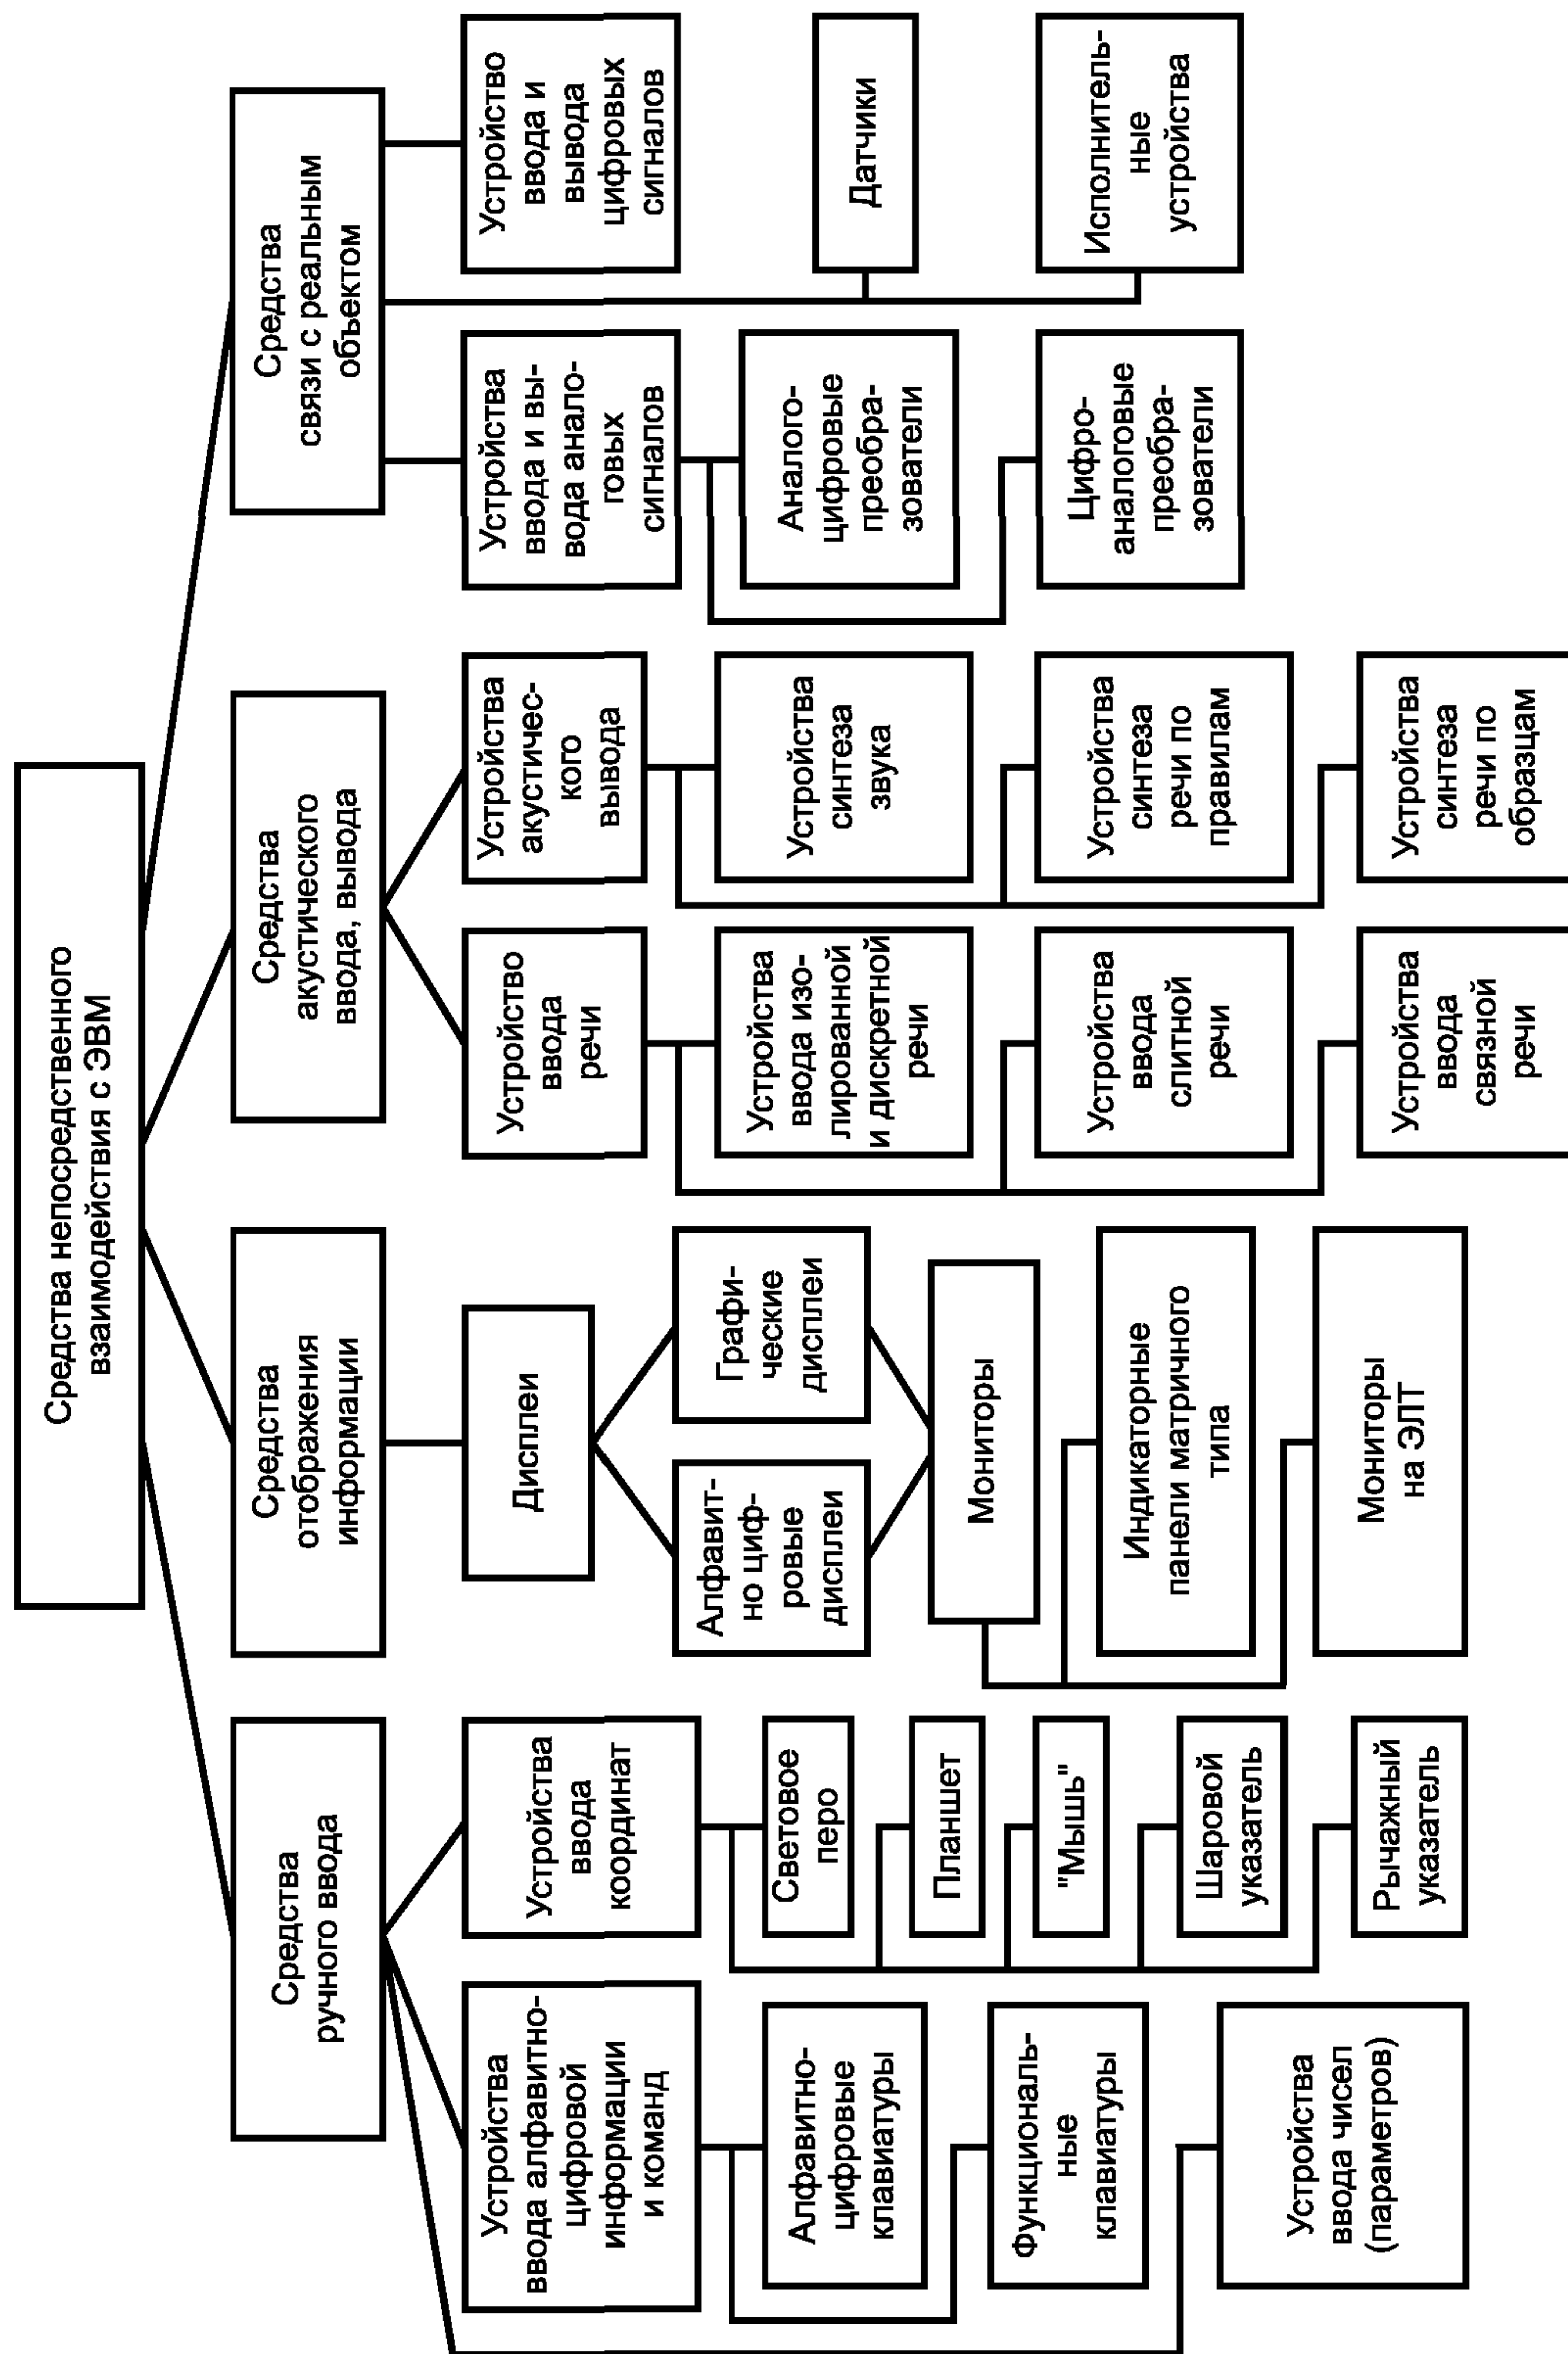 Средства непосредственного
взаимодействия с ЭВМ
Средства
ручного ввода
Средства
отображения
информации
Средства
акустического
ввода, вывода
Средства
связи с реальным
объектом
Устройства
ввода алфавитно-
цифровой
информации
и команд
Устройства
ввода
координат
Алфавитно-
цифровые
клавиатуры
Функциональ-
ные
клавиатуры
Устройства
ввода чисел
(параметров)
Световое
перо
Планшет
"Мышь"
Шаровой
указатель
Рычажный
указатель
Дисплеи
Алфавит-
но циф-
ровые
дисплеи
Графи-
ческие
дисплеи
Мониторы
Индикаторные
панели матричного
типа
Мониторы
на ЭЛТ
Устройство
ввода
речи
Устройства
акустичес-
кого
вывода
Устройства
ввода изо-
лированной
и дискретной
речи
Устройства
ввода
слитной
речи
Устройства
ввода
связной
речи
Устройства
синтеза
звука
Устройства
синтеза
речи по
правилам
Устройства
синтеза
речи по
образцам
Устройства
ввода и вы-
вода анало-
говых
сигналов
Устройство
ввода и
вывода
цифровых
сигналов
Аналого-
цифровые
преобра-
зователи
Цифро-
аналоговые
преобра-
зователи
Датчики
Исполнитель-
ные
устройства